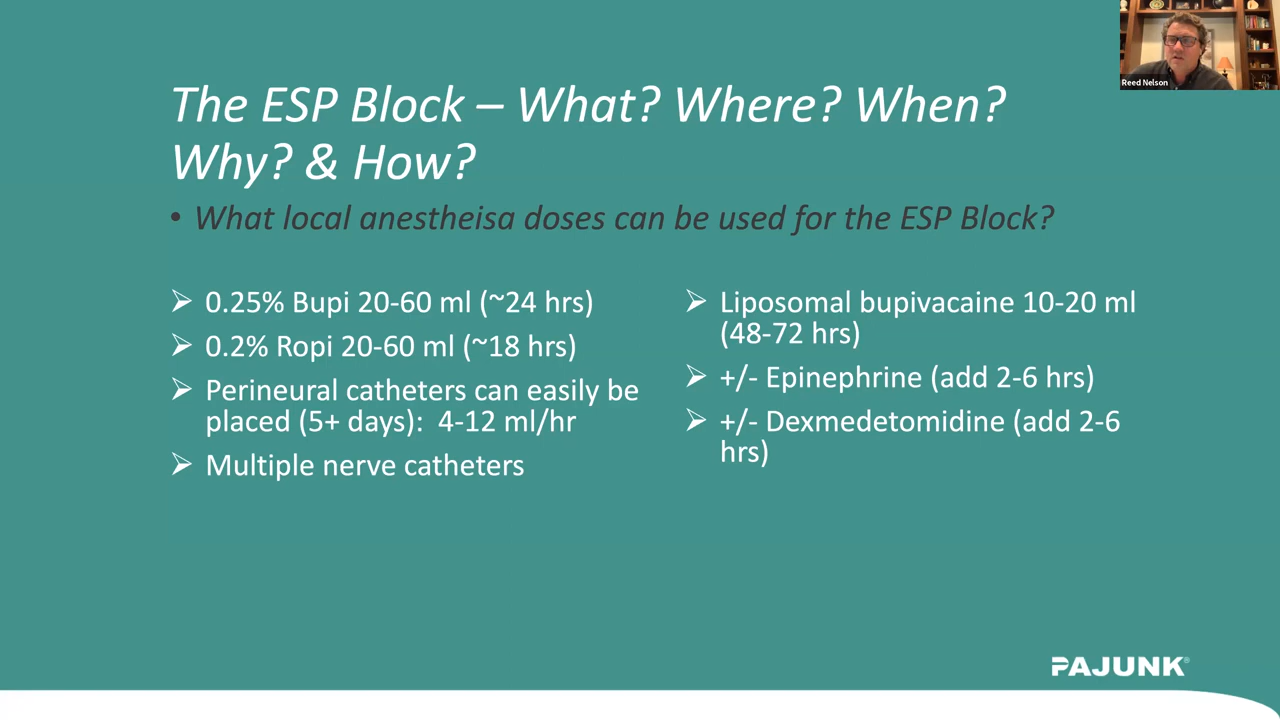 Reed Nelson
The ESP Block – What? Where? When?
Why? & How?
• What local anestheisa doses can be used for the ESP Block?
➢ 0.25% Bupi 20-60 ml (~24 hrs)
➢ 0.2% Ropi 20-60 ml (~18 hrs)
➢ Perineural catheters can easily be
placed (5+ days):  4-12 ml/hr
➢ Multiple nerve catheters
➢ Liposomal bupivacaine 10-20 ml
(48-72 hrs)
➢ +/- Epinephrine (add 2-6 hrs)
➢ +/- Dexmedetomidine (add 2-6
hrs)
PAJUNK®